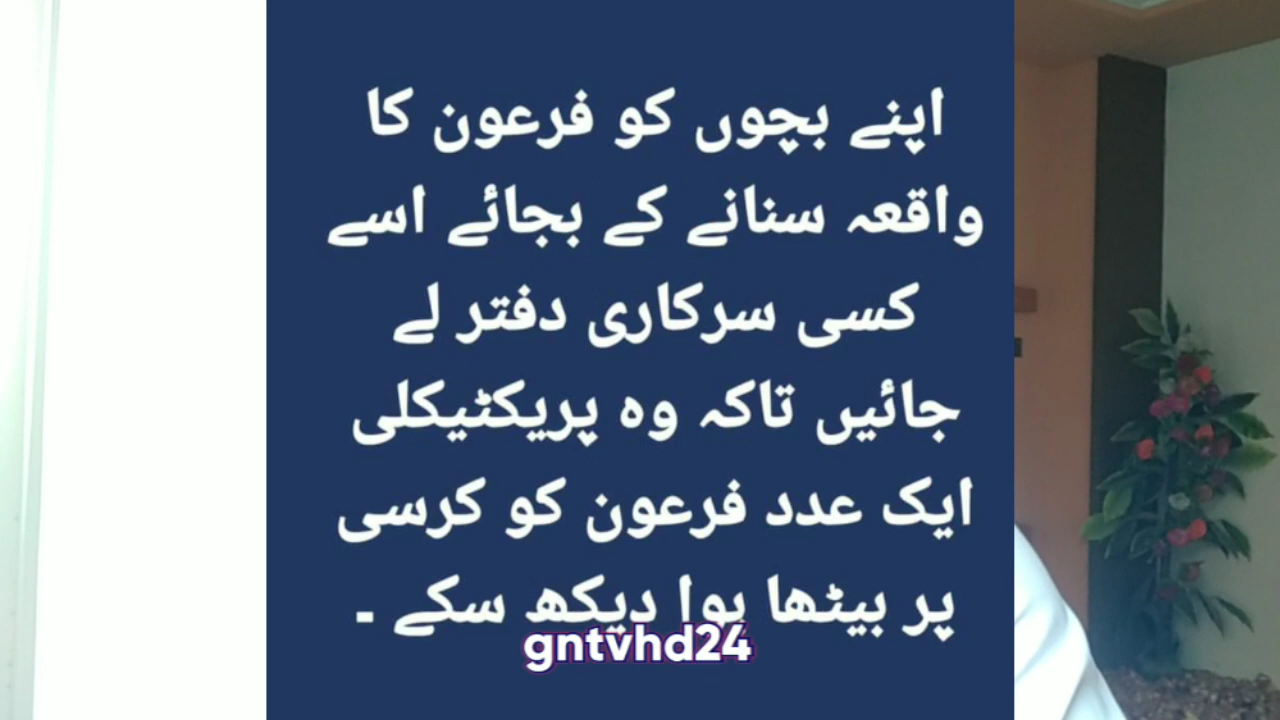 اپنے بچوں کو فرعون کا
واقعہ سنانے کے بجائے اسے
کسی سرکاری دفتر لے
جائیں تاکہ وہ پریکٹیکلی
ایک عدد فرعون کو کرسی
پر بیٹھا ہوا دیکھ سکے ۔
gntvhd24